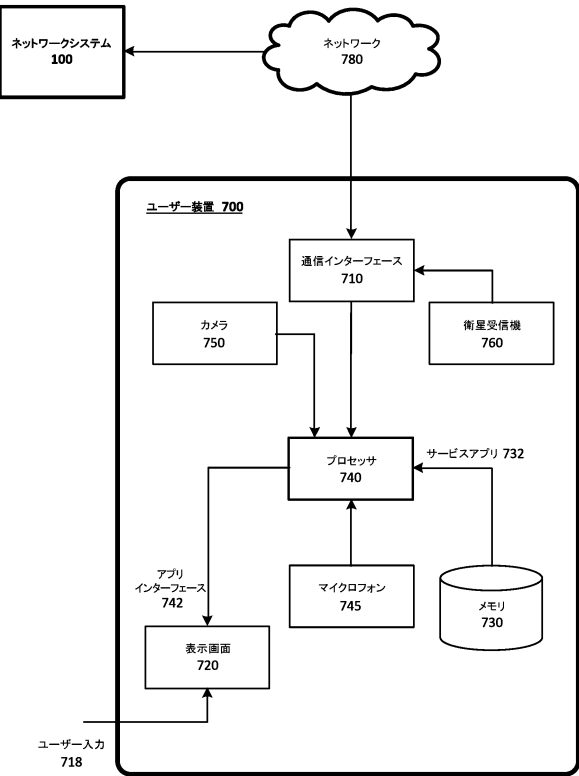 ネットワークシステム
100
ネットワーク
780
ユーザー装置 700
通信インターフェース
710
カメラ
750
衛星受信機
760
プロセッサ
740
サービスアプリ 732
アプリ
インターフェース
742
マイクロフォン
745
メモリ
730
表示画面
720
ユーザー入力
718